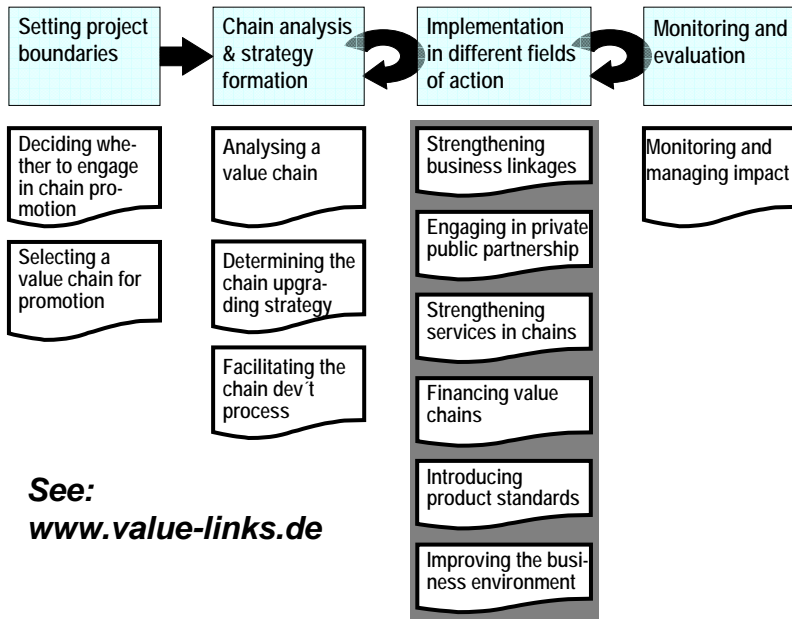 Setting project
boundaries
Chain analysis
& strategy
formation
Implementation
in different fields
of action
Monitoring and
evaluation
Deciding whe-
ther to engage
in chain pro-
motion
Selecting a
value chain for
promotion
Analysing a
value chain
Determining the
chain upgra-
ding strategy
Facilitating the
chain dev´t
process
Strengthening
business linkages
Engaging in private
public partnership
Strengthening
services in chains
Financing value
chains
Introducing
product standards
Improving the busi-
ness environment
Monitoring and
managing impact
See:
www.value-links.de